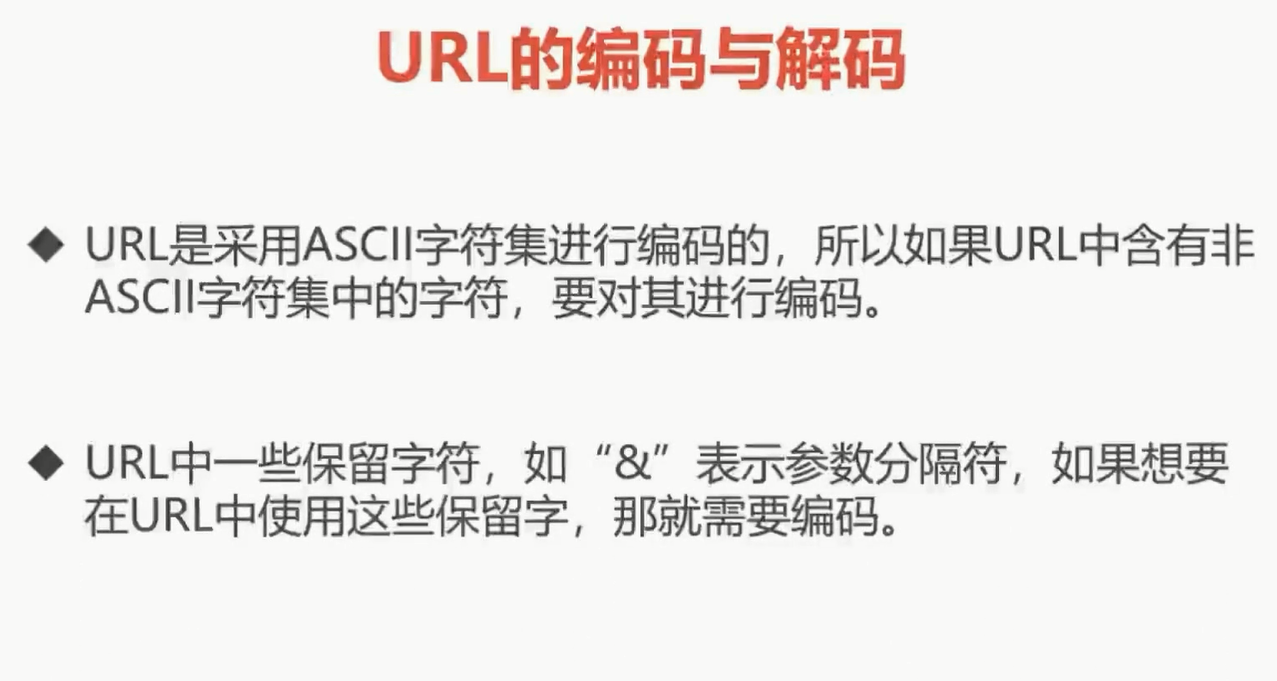 URL的编码与解码
◆ URL是采用ASCII字符集进行编码的，所以如果URL中含有非
ASCII字符集中的字符，要对其进行编码。
◆ URL中一些保留字符，如“&”表示参数分隔符，如果想要
在URL中使用这些保留字，那就需要编码。